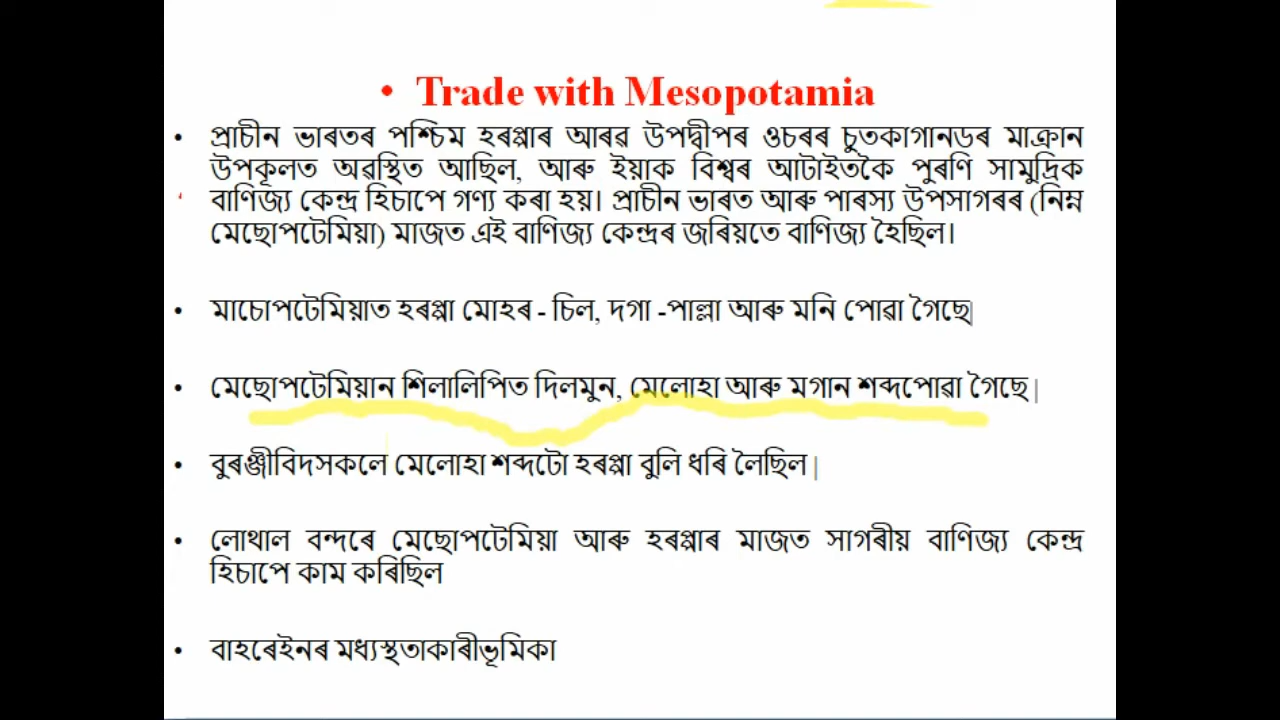 • Trade with Mesopotamia
• প্ৰাচীন ভাৰতৰ পশ্চিম হৰপ্পাৰ আৰৱ উপদ্বীপৰ ওচৰৰ চুতকাগানডৰ মাক্ৰান
উপকূলত অৱস্থিত আছিল, আৰু ইয়াক বিশ্বৰ আটাইতকৈ পুৰণি সামুদ্ৰিক
বাণিজ্য কেন্দ্ৰ হিচাপে গণ্য কৰা হয়। প্ৰাচীন ভাৰত আৰু পাৰস্য উপসাগৰৰ (নিম্ন
মেছোপটেমিয়া) মাজত এই বাণিজ্য কেন্দ্ৰৰ জৰিয়তে বাণিজ্য হৈছিল।
• মাচোপটেমিয়াত হৰপ্পা মোহৰ - চিল, দগা -পাল্লা আৰু মনি পোৱা গৈছে|
• মেছোপটেমিয়ান শিলালিপিত দিলমুন, মেলোহা আৰু মগান শব্দপোৱা গৈছে |
• বুৰঞ্জীবিদসকলে মেলোহা শব্দটো হৰপ্পা বুলি ধৰি লৈছিল |
• লোথাল বন্দৰে মেছোপটেমিয়া আৰু হৰপ্পাৰ মাজত সাগৰীয় বাণিজ্য কেন্দ্ৰ
হিচাপে কাম কৰিছিল
• বাহৰেইনৰ মধ্যস্থতাকাৰীভূমিকা